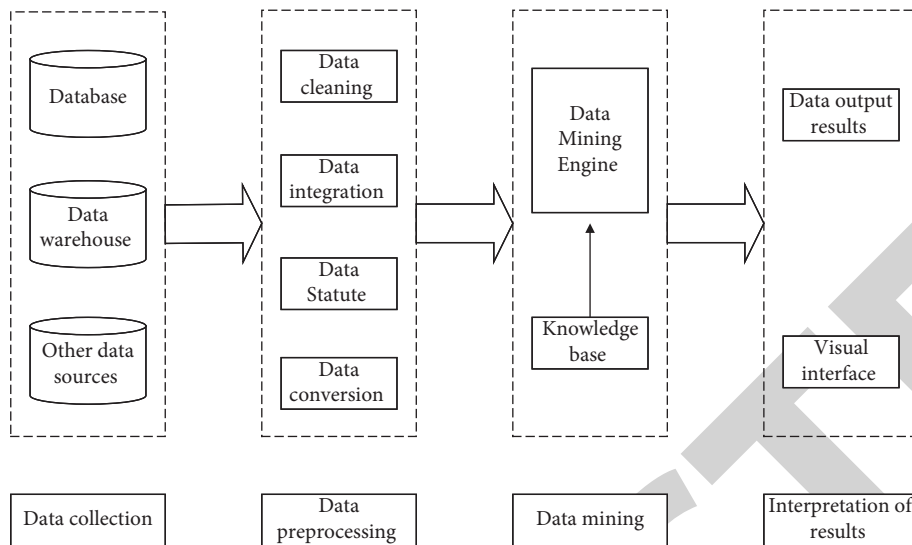 Database
Data
warehouse
Other data
sources
Data
cleaning
Data
integration
Data
Statute
Data
conversion
Data
Mining
Engine
Knowledge
base
Data output
results
Visual
interface
Data collection
Data
preprocessing
Data mining
Interpretation of
results